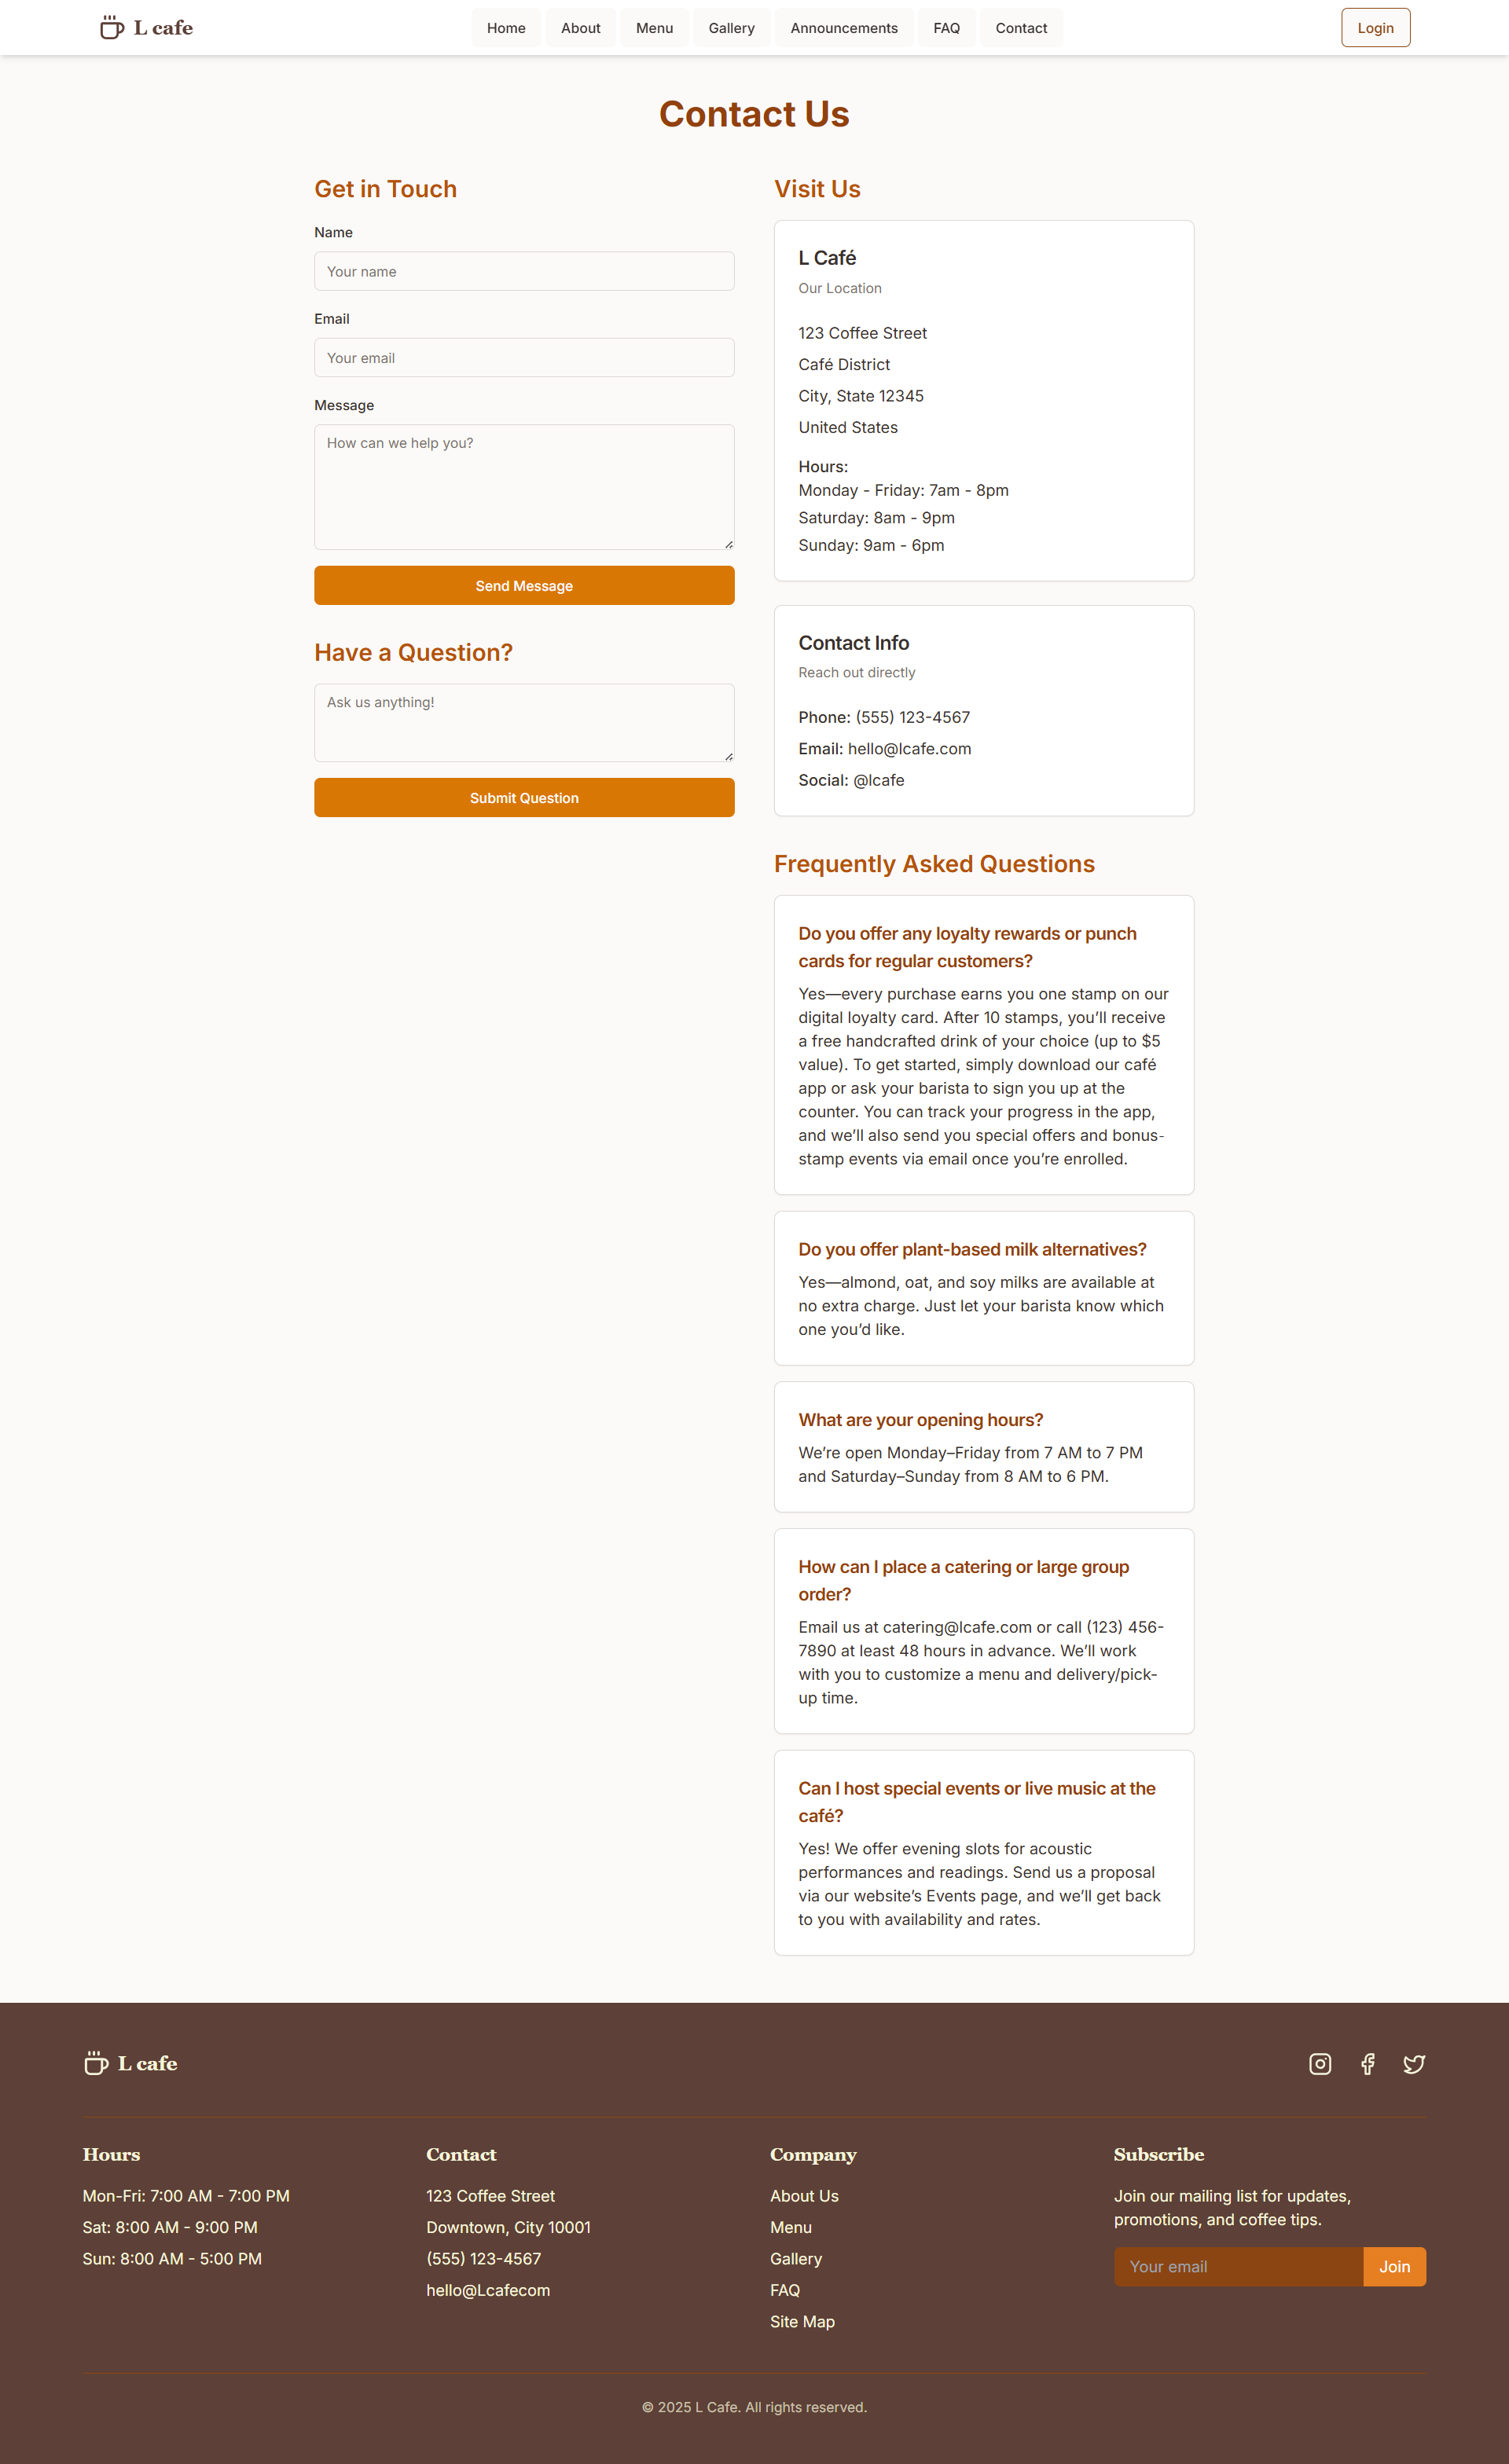 L cafe
Home
About
Menu
Gallery
Announcements
FAQ
Contact
Login
Contact Us
Get in Touch
Name
Your name
Email
Your email
Message
How can we help you?
Send Message
Have a Question?
Ask us anything!
Submit Question
Visit Us
L Café
Our Location
123 Coffee Street
Café District
City, State 12345
United States
Hours:
Monday - Friday: 7am - 8pm
Saturday: 8am - 9pm
Sunday: 9am - 6pm
Contact Info
Reach out directly
Phone: (555) 123-4567
Email: hello@lcafe.com
Social: @lcafe
Frequently Asked Questions
Do you offer any loyalty rewards or punch
cards for regular customers?
Yes—every purchase earns you one stamp on our
digital loyalty card. After 10 stamps, you’ll receive
a free handcrafted drink of your choice (up to $5
value). To get started, simply download our café
app or ask your barista to sign you up at the
counter. You can track your progress in the app,
and we’ll also send you special offers and bonus-
stamp events via email once you’re enrolled.
Do you offer plant-based milk alternatives?
Yes—almond, oat, and soy milks are available at
no extra charge. Just let your barista know which
one you’d like.
What are your opening hours?
We’re open Monday–Friday from 7 AM to 7 PM
and Saturday–Sunday from 8 AM to 6 PM.
How can I place a catering or large group
order?
Email us at catering@lcafe.com or call (123) 456-
7890 at least 48 hours in advance. We’ll work
with you to customize a menu and delivery/pick-
up time.
Can I host special events or live music at the
café?
Yes! We offer evening slots for acoustic
performances and readings. Send us a proposal
via our website’s Events page, and we’ll get back
to you with availability and rates.
L cafe
Hours
Mon-Fri: 7:00 AM - 7:00 PM
Sat: 8:00 AM - 9:00 PM
Sun: 8:00 AM - 5:00 PM
Contact
123 Coffee Street
Downtown, City 10001
(555) 123-4567
hello@Lcafecom
Company
About Us
Menu
Gallery
FAQ
Site Map
Subscribe
Join our mailing list for updates,
promotions, and coffee tips.
Your email
Join
© 2025 L Cafe. All rights reserved.